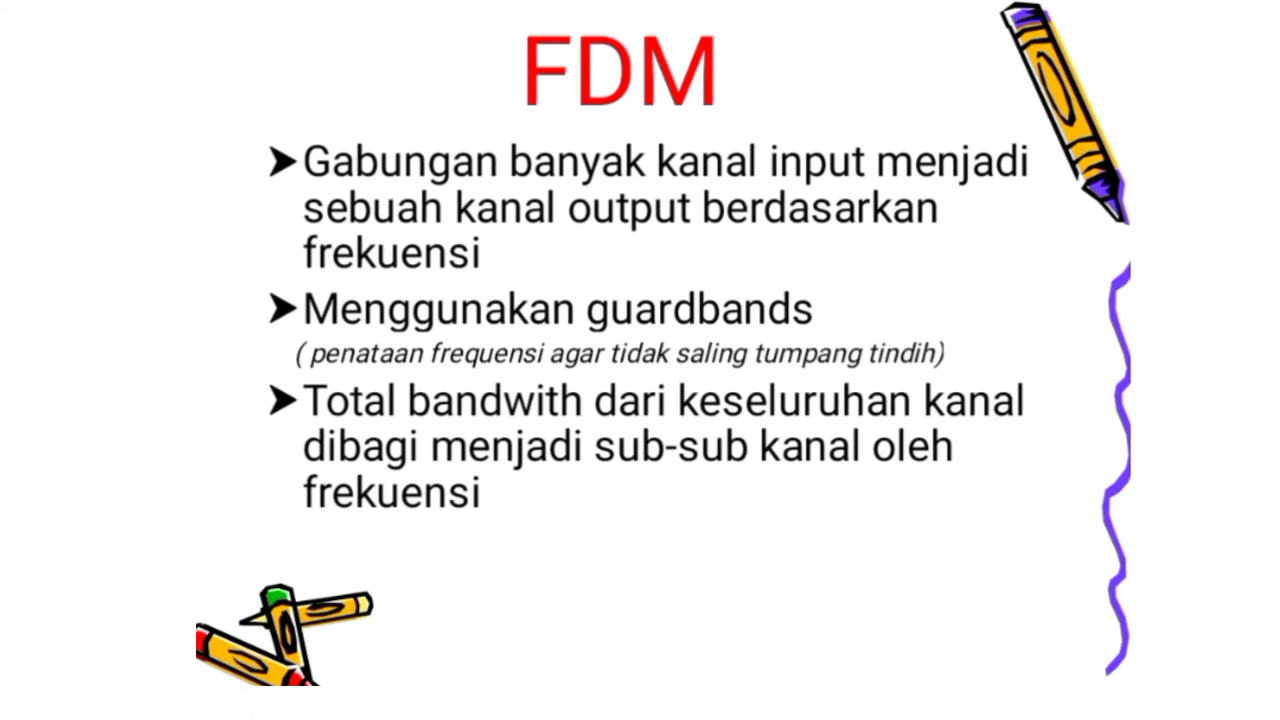 FDM
➤Gabungan banyak kanal input menjadi
sebuah kanal output berdasarkan
frekuensi
➤Menggunakan guardbands
( penataan frequensi agar tidak saling tumpang tindih)
➤Total bandwith dari keseluruhan kanal
dibagi menjadi sub-sub kanal oleh
frekuensi